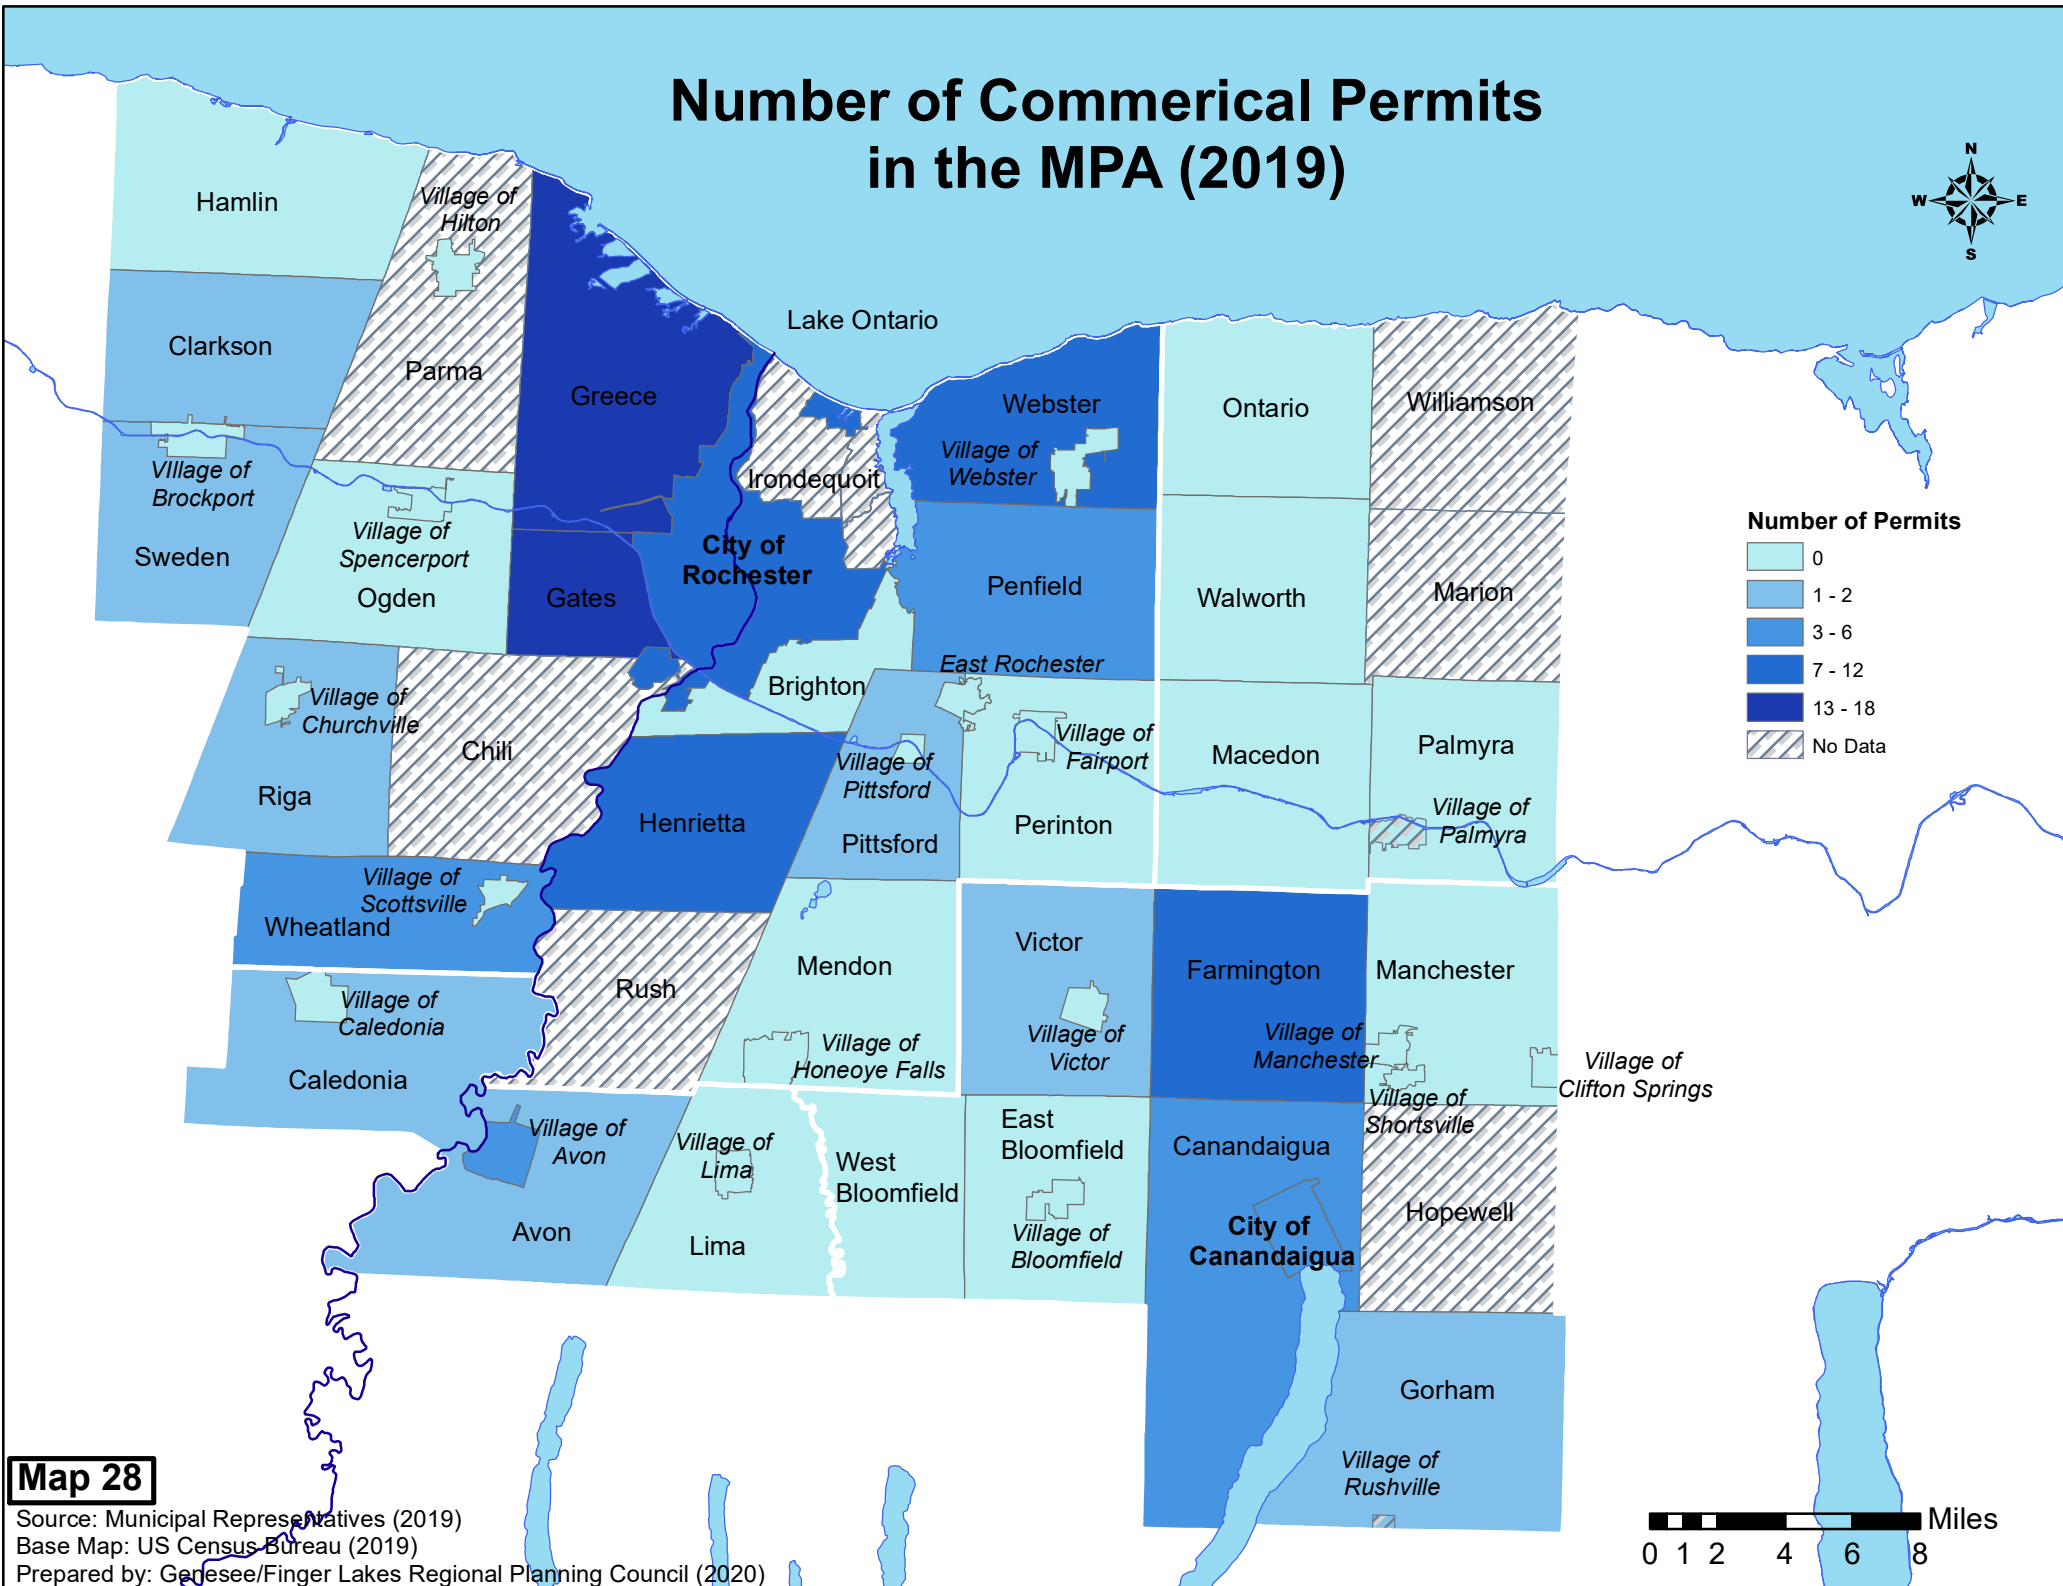 Number of Commerical Permits
in the MPA (2019)
N
W
E
S
Hamlin
Village of
Hilton
Lake Ontario
Clarkson
Parma
Greece
Webster
Ontario
Williamson
Village of
Webster
VIllage of
Brockport
Irondequoit
Village of
Spencerport
City of
Rochester
Sweden
Ogden
Gates
Penfield
Walworth
Marion
Number of Permits
0
1 - 2
3 - 6
7 - 12
13 - 18
No Data
East Rochester
Brighton
Village of
Churchville
Chili
Village of
Fairport
Macedon
Palmyra
Village of
Pittsford
Riga
Henrietta
Pittsford
Perinton
Village of
Palmyra
Village of
Scottsville
Wheatland
Victor
Mendon
Farmington
Manchester
Rush
Village of
Caledonia
Village of
Honeoye Falls
Village of
Victor
Village of
Manchester
Village of
Clifton Springs
Caledonia
Village of
Shortsville
Village of
Avon
Village of
Lima
West
Bloomfield
East
Bloomfield
Canandaigua
Avon
Lima
Village of
Bloomfield
City of
Canandaigua
Hopewell
Gorham
Village of
Rushville
Map 28
Source: Municipal Representatives (2019)
Base Map: US Census Bureau (2019)
Prepared by: Genesee/Finger Lakes Regional Planning Council (2020)
Miles
0 1 2 4 6 8